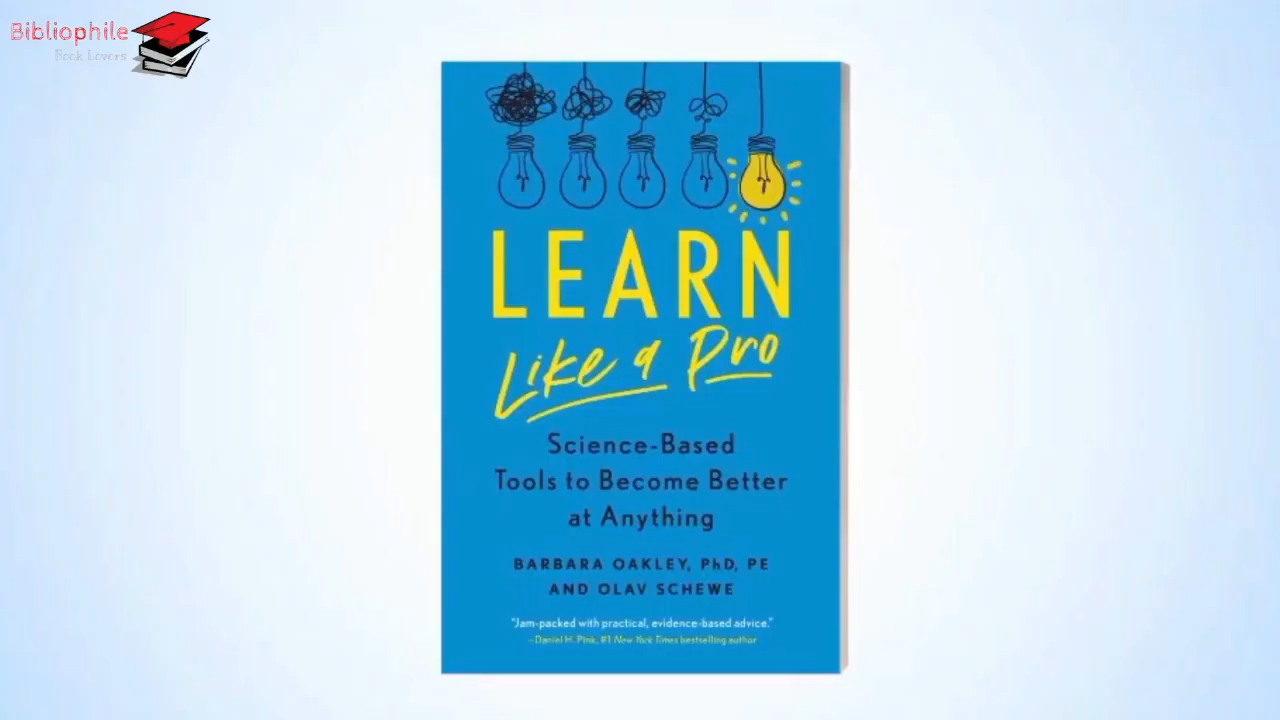 Bibliophile
Book Lovers
LEARN
Like a Pro
Science-Based
Tools to Become Better
at Anything
BARBARA OAKLEY, PhD, PE
AND OLAV SCHEWE
"Jam-packed with practical, evidence-based advice."
-Daniel H. Pink, #1 New York Times bestselling author